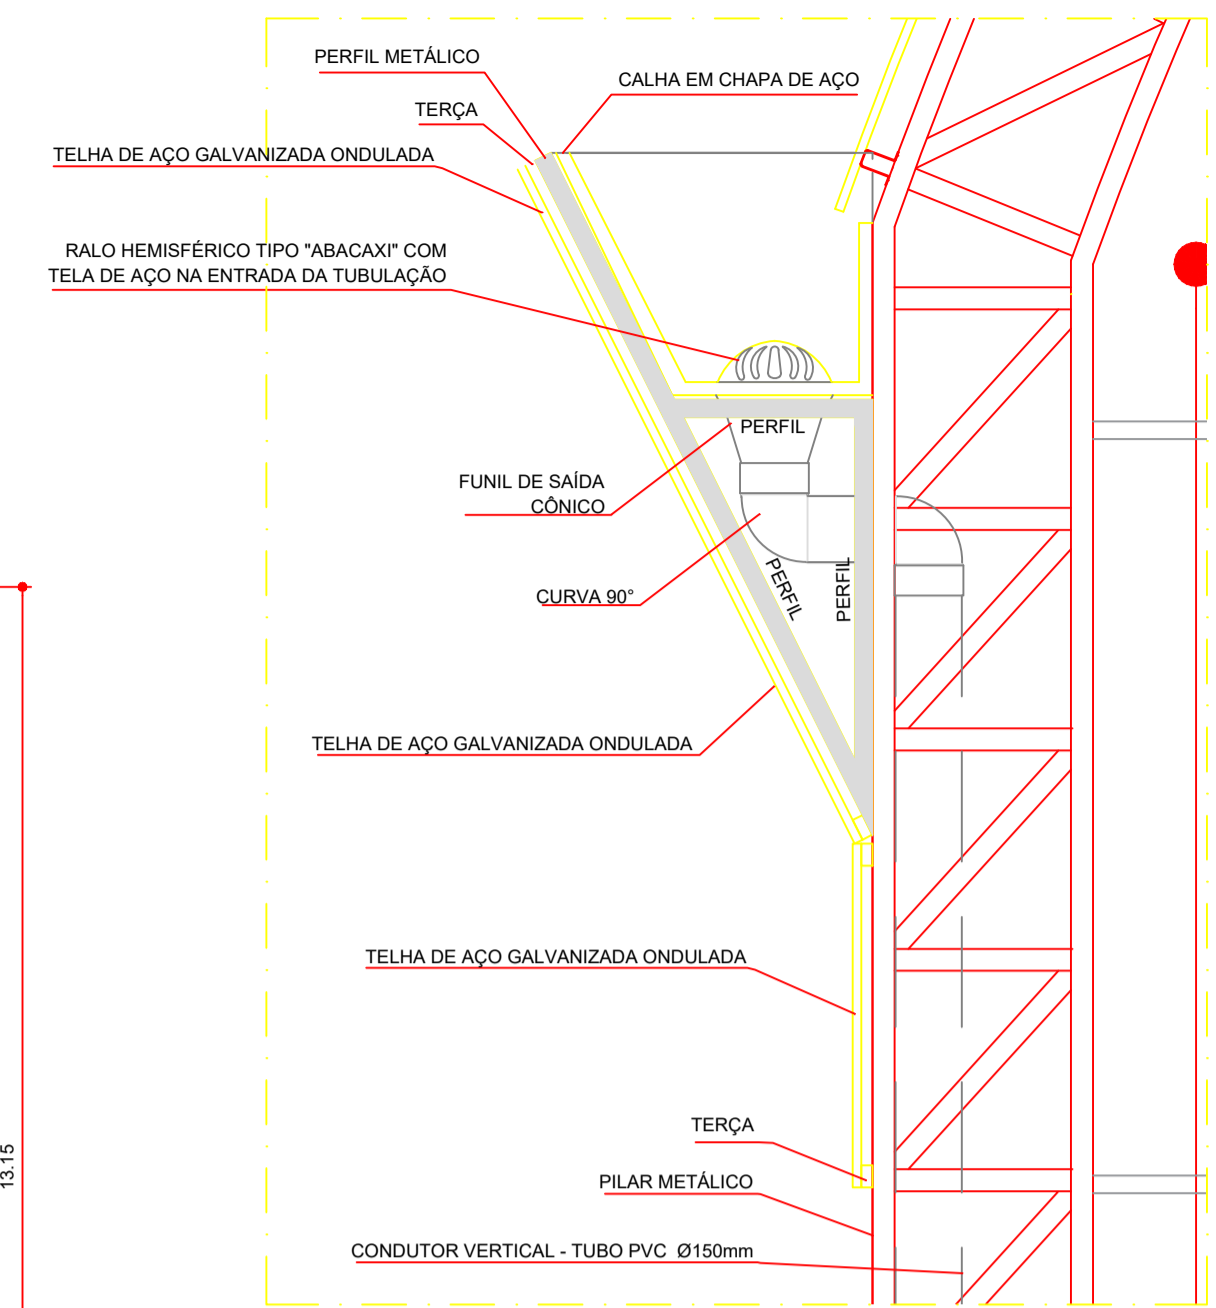 PERFIL METÁLICO
CALHA EM CHAPA DE AÇO
TERÇA
TELHA DE AÇO GALVANIZADA ONDULADA
RALO HEMISFÉRICO TIPO "ABACAXI" COM
TELA DE AÇO NA ENTRADA DA TUBULAÇÃO
PERFIL
FUNIL DE SAÍDA
CÔNICO
PERFIL
PERFIL
CURVA 90°
TELHA DE AÇO GALVANIZADA ONDULADA
TELHA DE AÇO GALVANIZADA ONDULADA
TERÇA
13.15
PILAR METÁLICO
CONDUTOR VERTICAL - TUBO PVC Ø150mm